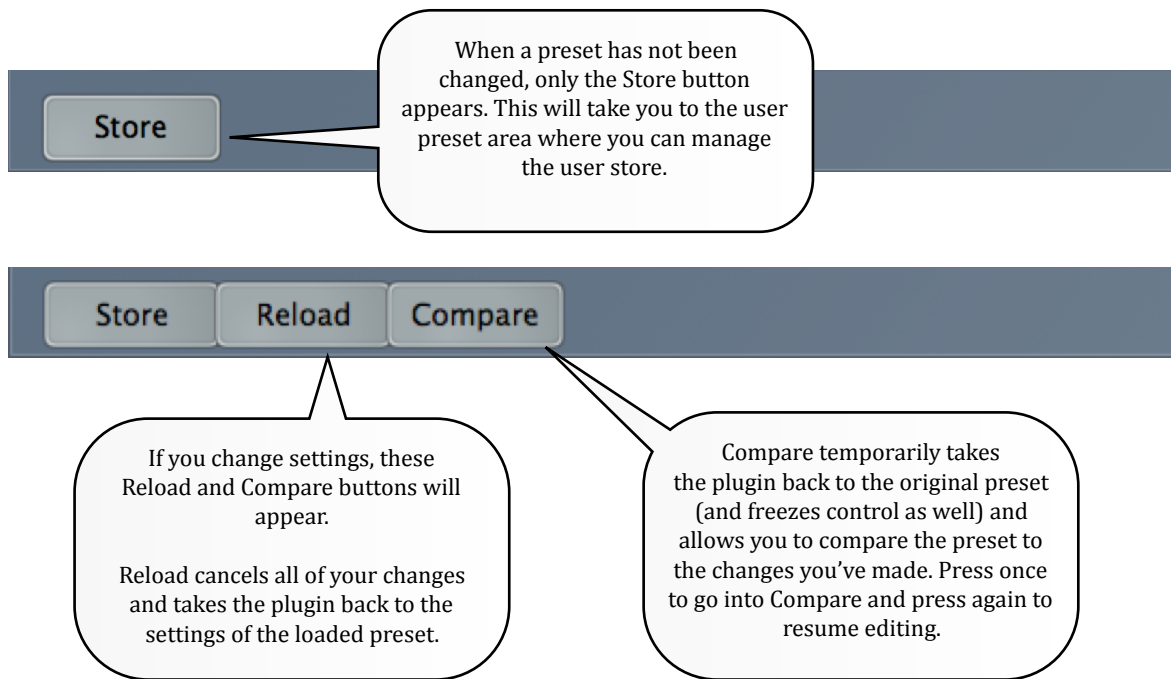 When a preset has not been
changed, only the Store button
appears. This will take you to the user
preset area where you can manage
the user store.
Store
Store
Reload
Compare
If you change settings, these
Reload and Compare buttons will
appear.
Reload cancels all of your changes
and takes the plugin back to the
settings of the loaded preset.
Compare temporarily takes
the plugin back to the original preset
(and freezes control as well) and
allows you to compare the preset to
the changes you’ve made. Press once
to go into Compare and press again to
resume editing.